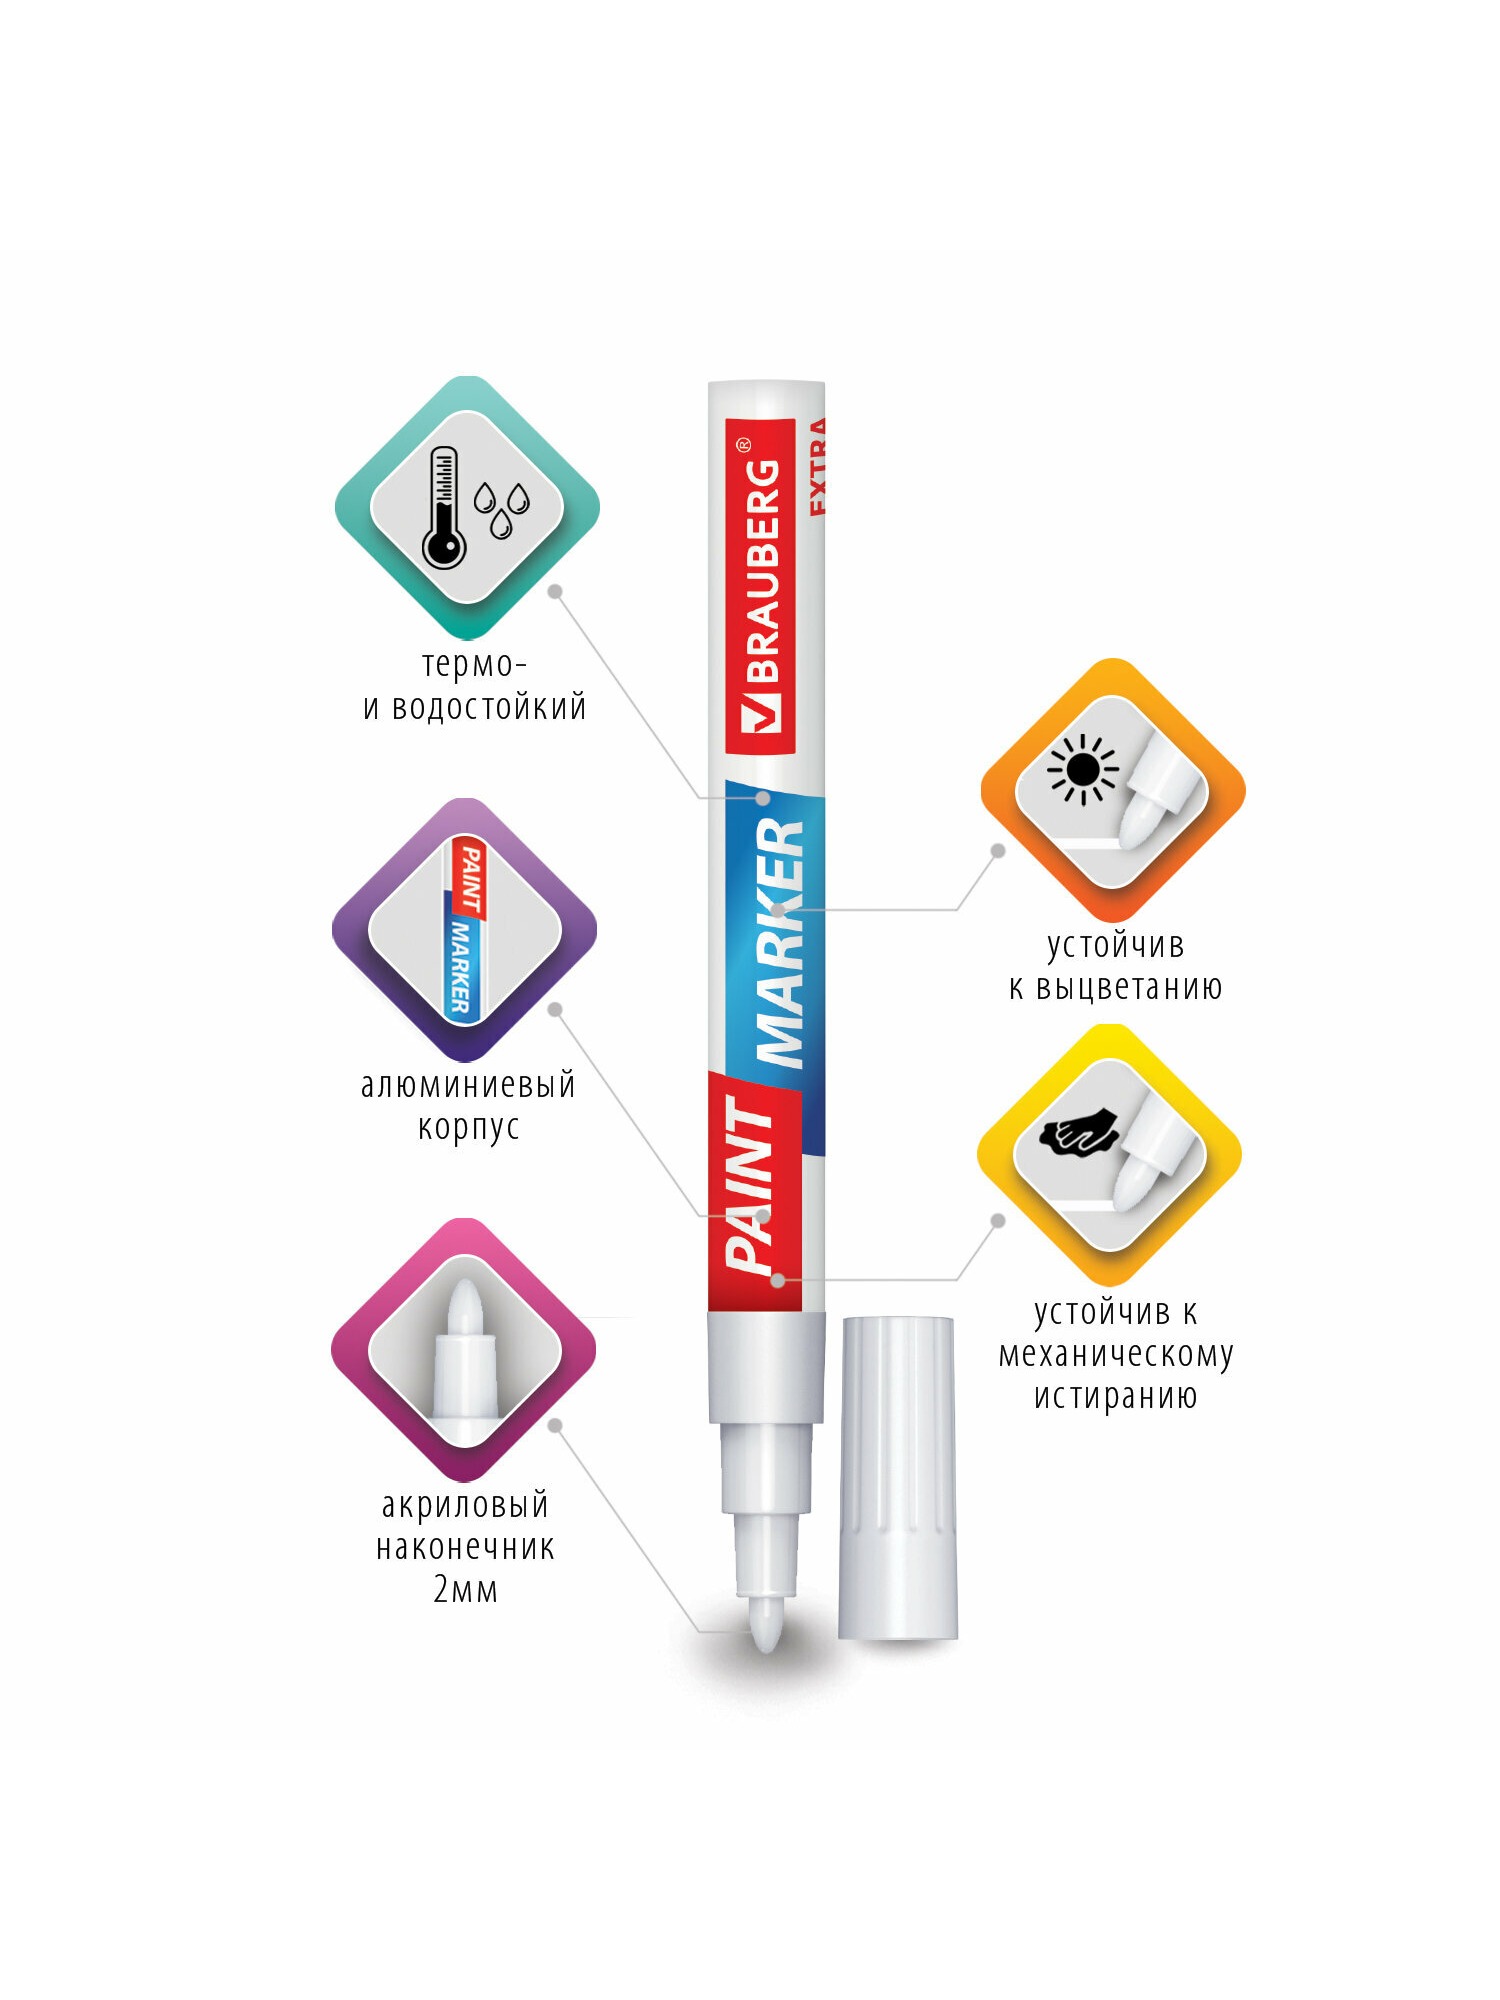 термо-
и водостойкий
алюминиевый
корпус
акриловый
наконечник
2мм
BRAUBERG®
EXTRA
PAINT
MARKER
PAINT
MARKER
устойчив
к выцветанию
устойчив к
механическому
истиранию